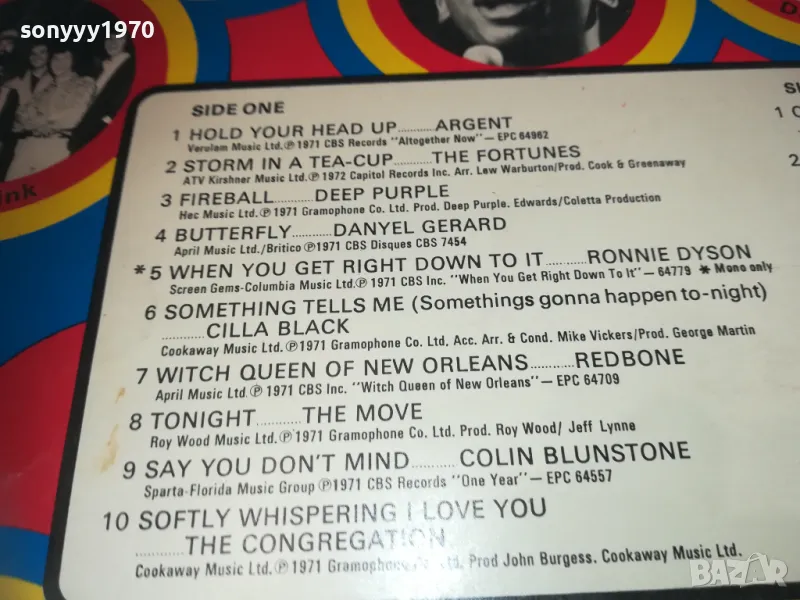 sonyyy1970
ink
D
SIDE ONE
1 HOLD YOUR HEAD UP..........ARGENT
Verulam Music Ltd.℗1971 CBS Records "Altogether Now"— EPC 64962
2 STORM IN A TEA-CUP..........THE FORTUNES
ATV Kirshner Music Ltd.℗1972 Capitol Records Inc. Arr. Lew Warburton/Prod. Cook & Greenaway
3 FIREBALL..........DEEP PURPLE
Hec Music Ltd.℗ 1971 Gramophone Co. Ltd. Prod. Deep Purple. Edwards/Coletta Production
4 BUTTERFLY..........DANYEL GERARD
April Music Ltd./Britico ℗1971 CBS Disques CBS 7454
*5 WHEN YOU GET RIGHT DOWN TO IT..........RONNIE DYSON
Screen Gems-Columbia Music Ltd.℗1971 CBS Inc. "When You Get Right Down To It"— 64779 * Mono only
6 SOMETHING TELLS ME (Somethings gonna happen to-night)
..........CILLA BLACK
Cookaway Music Ltd.℗1971 Gramophone Co. Ltd, Acc. Arr. & Cond. Mike Vickers/Prod. George Martin
7 WITCH QUEEN OF NEW ORLEANS..........REDBONE
April Music Ltd.℗ 1971 CBS Inc. "Witch Queen of New Orleans"— EPC 64709
8 TONIGHT..........THE MOVE
Roy Wood Music Ltd.℗ 1971 Gramophone Co. Ltd. Prod. Roy Wood/ Jeff Lynne
9 SAY YOU DON'T MIND..........COLIN BLUNSTONE
Sparta-Florida Music Group ℗1971 CBS Records "One Year"— EPC 64557
10 SOFTLY WHISPERING I LOVE YOU
..........THE CONGREGATION
Cookaway Music Ltd.℗ 1971 Gramophone Co. Ltd. Prod John Burgess. Cookaway Music Ltd.
1
2
BAZAR